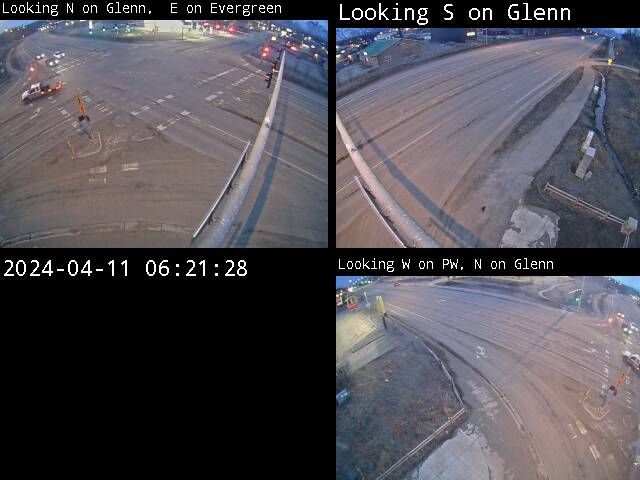 Looking N on Glenn,  E on Evergreen
Looking S on Glenn
2024-04-11 06:21:28
Looking W on PW, N on Glenn